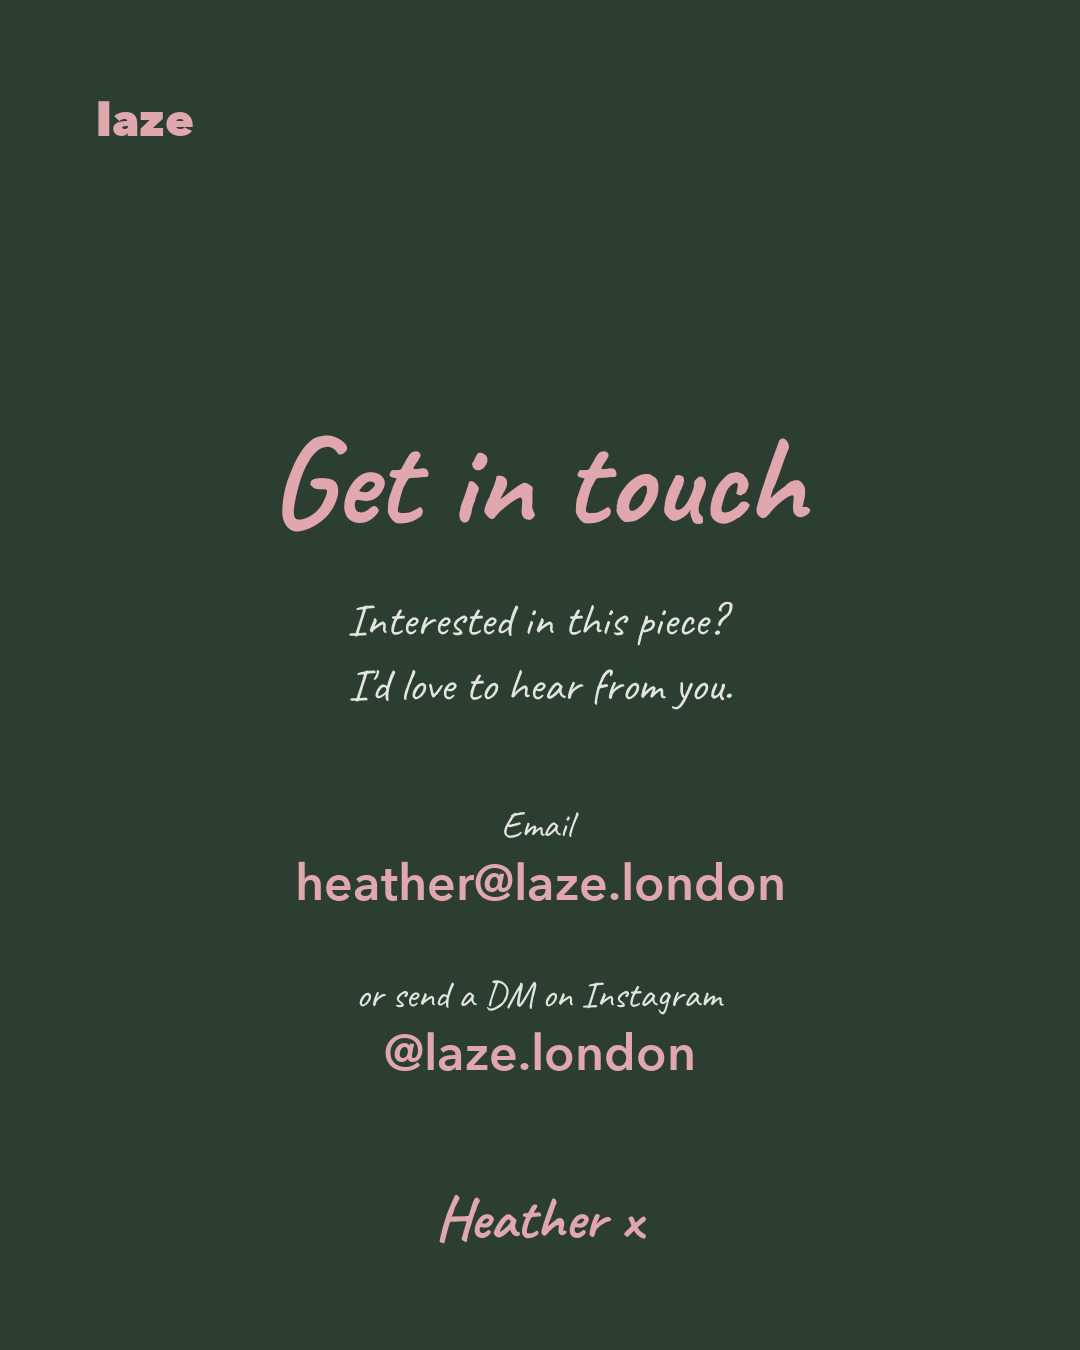 laze
Get in touch
Interested in this piece?
I'd love to hear from you.
Email
heather@laze.london
or send a DM on Instagram
@laze.london
Heather x